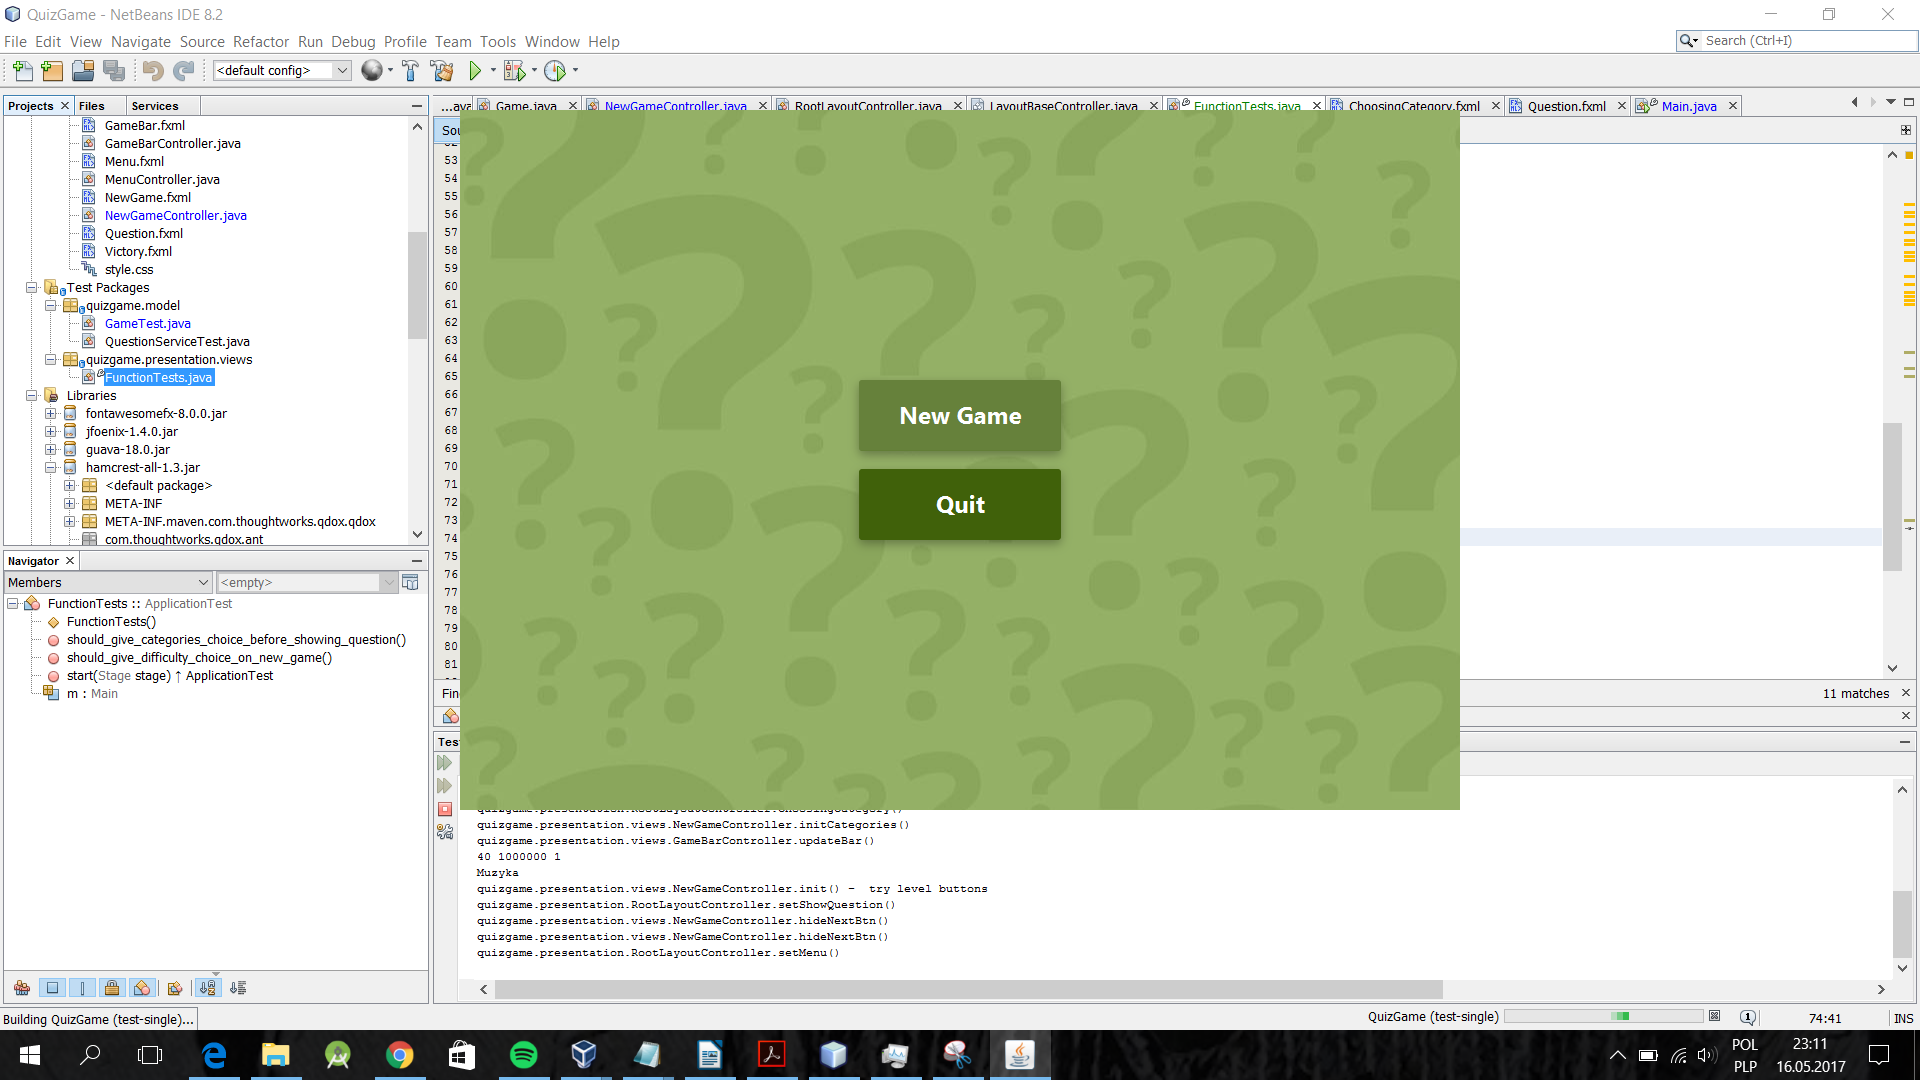 QuizGame - NetBeans IDE 8.2
File Edit View Navigate Source Refactor Run Debug Profile Team Tools Window Help
Search (Ctrl+I)
<default config>
Projects Files Services
...ava Game.java NewGameController.java RootLayoutController.java LayoutBaseController.java FunctionTests.java ChoosingCategory.fxml Question.fxml Main.java
GameBar.fxml
GameBarController.java
Menu.fxml
MenuController.java
NewGame.fxml
NewGameController.java
Question.fxml
Victory.fxml
style.css
Test Packages
quizgame.model
GameTest.java
QuestionServiceTest.java
quizgame.presentation.views
FunctionTests.java
Libraries
fontawesomefx-8.0.0.jar
jfoenix-1.4.0.jar
guava-18.0.jar
hamcrest-all-1.3.jar
<default package>
META-INF
META-INF.maven.com.thoughtworks.qdox.qdox
com.thoughtworks.qdox.ant
Navigator
Members
<empty>
FunctionTests :: ApplicationTest
FunctionTests()
should_give_categories_choice_before_showing_question()
should_give_difficulty_choice_on_new_game()
start(Stage stage) ↑ ApplicationTest
m : Main
Sou
53
54
55
56
57
58
59
60
61
62
63
64
65
66
67
68
69
70
71
72
73
74
75
76
77
78
79
80
81
New Game
Quit
Fin
11 matches
Tes
quizgame.presentation.RootLayoutController.choosingCategory()
quizgame.presentation.views.NewGameController.initCategories()
quizgame.presentation.views.GameBarController.updateBar()
40 1000000 1
Muzyka
quizgame.presentation.views.NewGameController.init() - try level buttons
quizgame.presentation.RootLayoutController.setShowQuestion()
quizgame.presentation.views.NewGameController.hideNextBtn()
quizgame.presentation.views.NewGameController.hideNextBtn()
quizgame.presentation.RootLayoutController.setMenu()
Building QuizGame (test-single)...
QuizGame (test-single)
1
74:41
INS
POL
PLP
23:11
16.05.2017